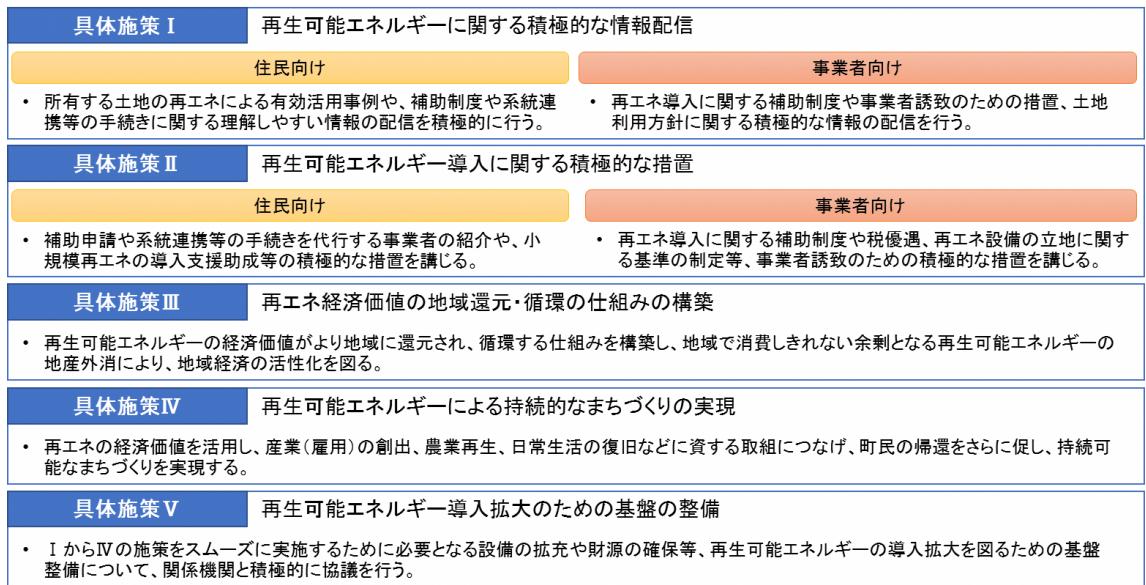 具体施策Ⅰ 再生可能エネルギーに関する積極的な情報配信
住民向け
・ 所有する土地の再エネによる有効活用事例や、補助制度や系統連
携等の手続きに関する理解しやすい情報の配信を積極的に行う。
事業者向け
・ 再エネ導入に関する補助制度や事業者誘致のための措置、土地
利用方針に関する積極的な情報の配信を行う。
具体施策Ⅱ 再生可能エネルギー導入に関する積極的な措置
住民向け
・ 補助申請や系統連携等の手続きを代行する事業者の紹介や、小
規模再エネの導入支援助成等の積極的な措置を講じる。
事業者向け
・ 再エネ導入に関する補助制度や税優遇、再エネ設備の立地に関す
る基準の制定等、事業者誘致のための積極的な措置を講じる。
具体施策Ⅲ 再エネ経済価値の地域還元・循環の仕組みの構築
・ 再生可能エネルギーの経済価値がより地域に還元され、循環する仕組みを構築し、地域で消費しきれない余剰となる再生可能エネルギーの
地産外消により、地域経済の活性化を図る。
具体施策Ⅳ 再生可能エネルギーによる持続的なまちづくりの実現
・ 再エネの経済価値を活用し、産業(雇用)の創出、農業再生、日常生活の復旧などに資する取組につなげ、町民の帰還をさらに促し、持続可
能なまちづくりを実現する。
具体施策Ⅴ 再生可能エネルギー導入拡大のための基盤の整備
・ ⅠからⅣの施策をスムーズに実施するために必要となる設備の拡充や財源の確保等、再生可能エネルギーの導入拡大を図るための基盤
整備について、関係機関と積極的に協議を行う。